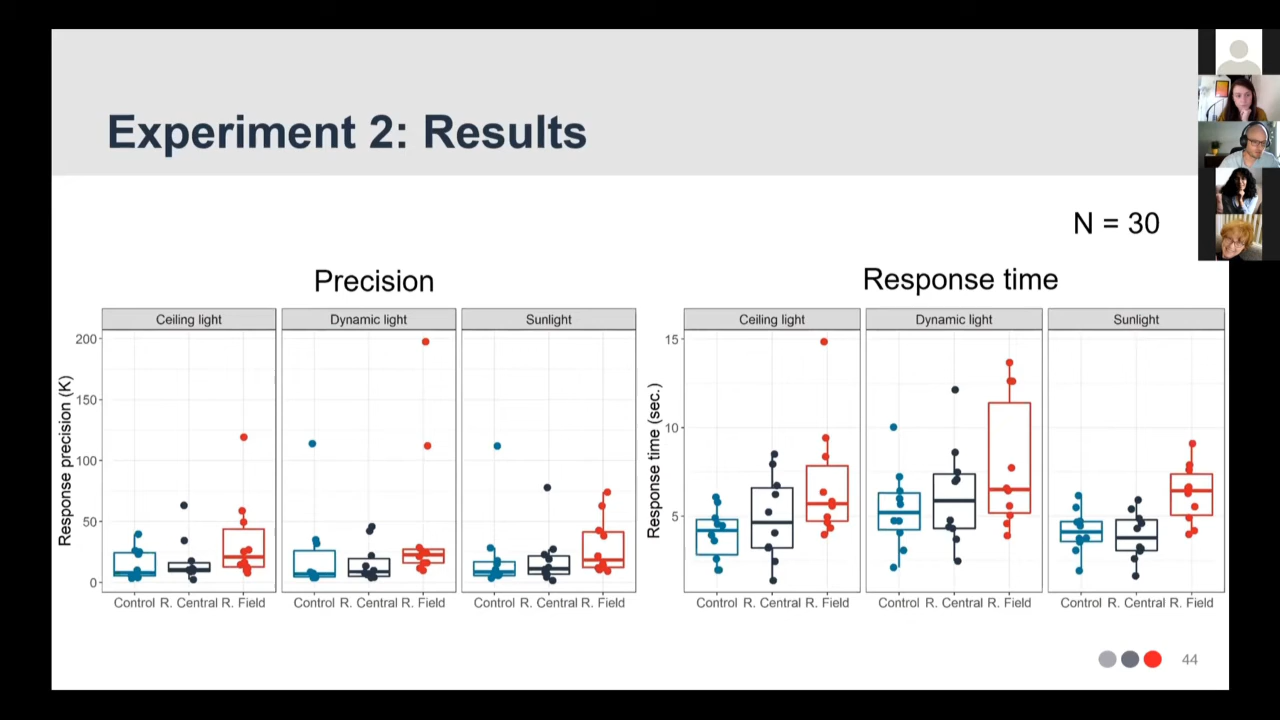 Experiment 2: Results
N = 30
Precision
Ceiling light
Dynamic light
Sunlight
Response precision (K)
200
150
100
50
0
Control R. Central R. Field
Control R. Central R. Field
Control R. Central R. Field
Response time
Ceiling light
Dynamic light
Sunlight
Response time (sec.)
15
10
5
Control R. Central R. Field
Control R. Central R. Field
Control R. Central R. Field
44